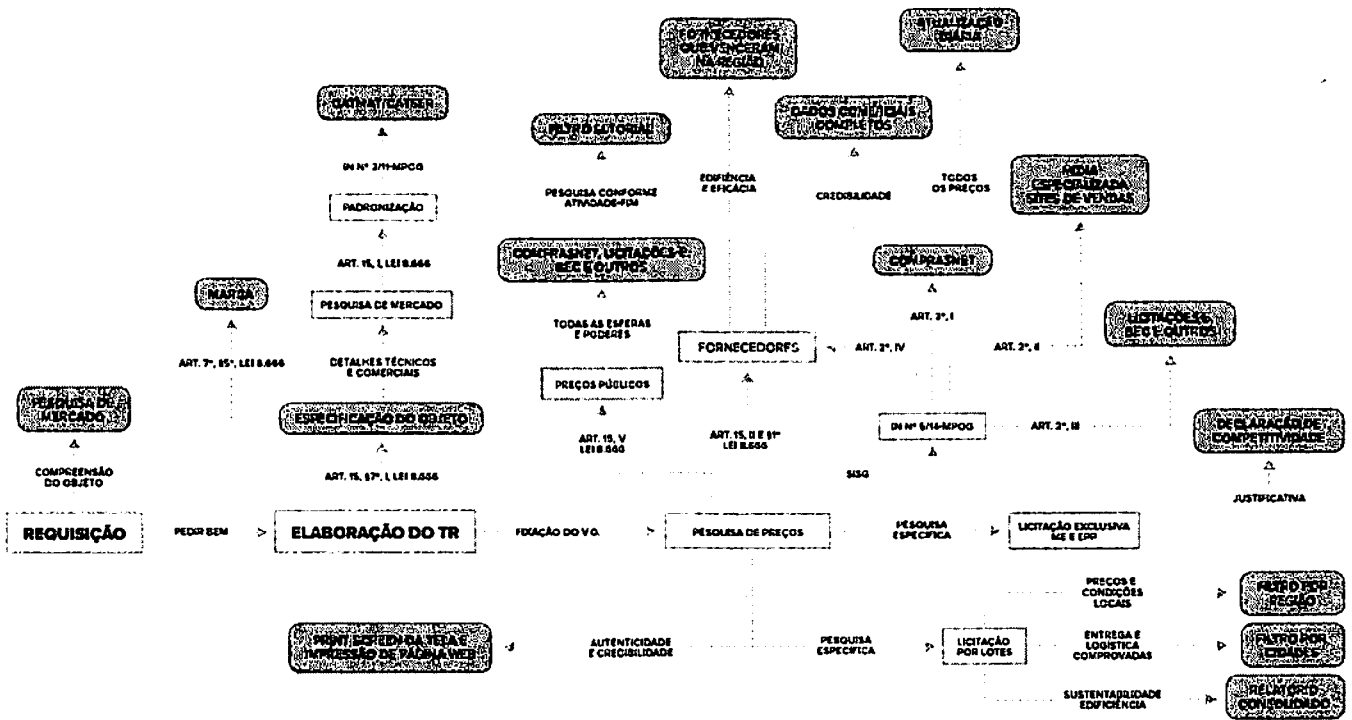 FORNECEDORES
QUE VENCERAM
NA REGIÃO
ATUALIZAÇÃO
DIÁRIA
CATMAT/CATSER
DADOS COMERCIAIS
COMPLETOS
FILTRO SETORIAL
IN Nº 2/11-MPOG
EDIFIÊNCIA
E EFICÁCIA
TODOS
OS PREÇOS
MÍDIA
ESPECIALIZADA
SITES DE VENDAS
PESQUISA CONFORME
ATIVIDADE-FIM
CREDIBILIDADE
PADRONIZAÇÃO
COMPRASNET, LICITAÇÕES-E,
BEC E OUTROS
COMPRASNET
ART. 15, I, LEI 8.666
MARCA
PESQUISA DE MERCADO
ART. 2º, I
TODAS AS ESFERAS
E PODERES
LICITAÇÕES-E
BEC E OUTROS
FORNECEDORES
ART. 2º, IV
ART. 2º, II
ART. 7º, §5º, LEI 8.666
DETALHES TÉCNICOS
E COMERCIAIS
PREÇOS PÚBLICOS
PESQUISA DE
MERCADO
ESPECIFICAÇÃO DO OBJETO
ART. 15, V
LEI 8.666
ART. 15, II E §1º
LEI 8.666
IN Nº 5/14-MPOG
ART. 2º, III
DECLARAÇÃO DE
COMPETITIVIDADE
COMPREENSÃO
DO OBJETO
ART. 15, §7º, I, LEI 8.666
SISG
JUSTIFICATIVA
REQUISIÇÃO
PEDIR BEM
ELABORAÇÃO DO TR
FIXAÇÃO DO V.O.
PESQUISA DE PREÇOS
PESQUISA
ESPECIFICA
LICITAÇÃO EXCLUSIVA
ME E EPP
PREÇOS E
CONDIÇÕES
LOCAIS
FILTRO POR
REGIÃO
PRINT SCREEN DA TELA E
IMPRESSÃO DE PÁGINA WEB
AUTENTICIDADE
E CREDIBILIDADE
PESQUISA
ESPECIFICA
LICITAÇÃO
POR LOTES
ENTREGA E
LOGISTICA
COMPROVADAS
FILTRO POR
CIDADES
SUSTENTABILIDADE
EDIFICIÊNCIA
RELATÓRIO
CONSOLIDADO